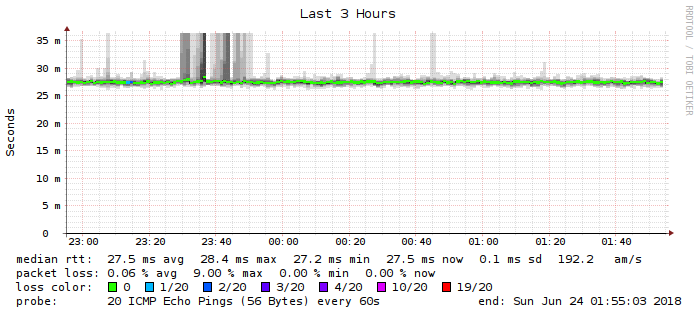 Last 3 Hours
RRDTOOL / TOBI OETIKER
Seconds
35 m
30 m
25 m
20 m
15 m
10 m
5 m
0
23:00 23:20 23:40 00:00 00:20 00:40 01:00 01:20 01:40
median rtt: 27.5 ms avg 28.4 ms max 27.2 ms min 27.5 ms now 0.1 ms sd 192.2 am/s
packet loss: 0.06 % avg 9.00 % max 0.00 % min 0.00 % now
loss color: 0 1/20 2/20 3/20 4/20 10/20 19/20
probe: 20 ICMP Echo Pings (56 Bytes) every 60s end: Sun Jun 24 01:55:03 2018